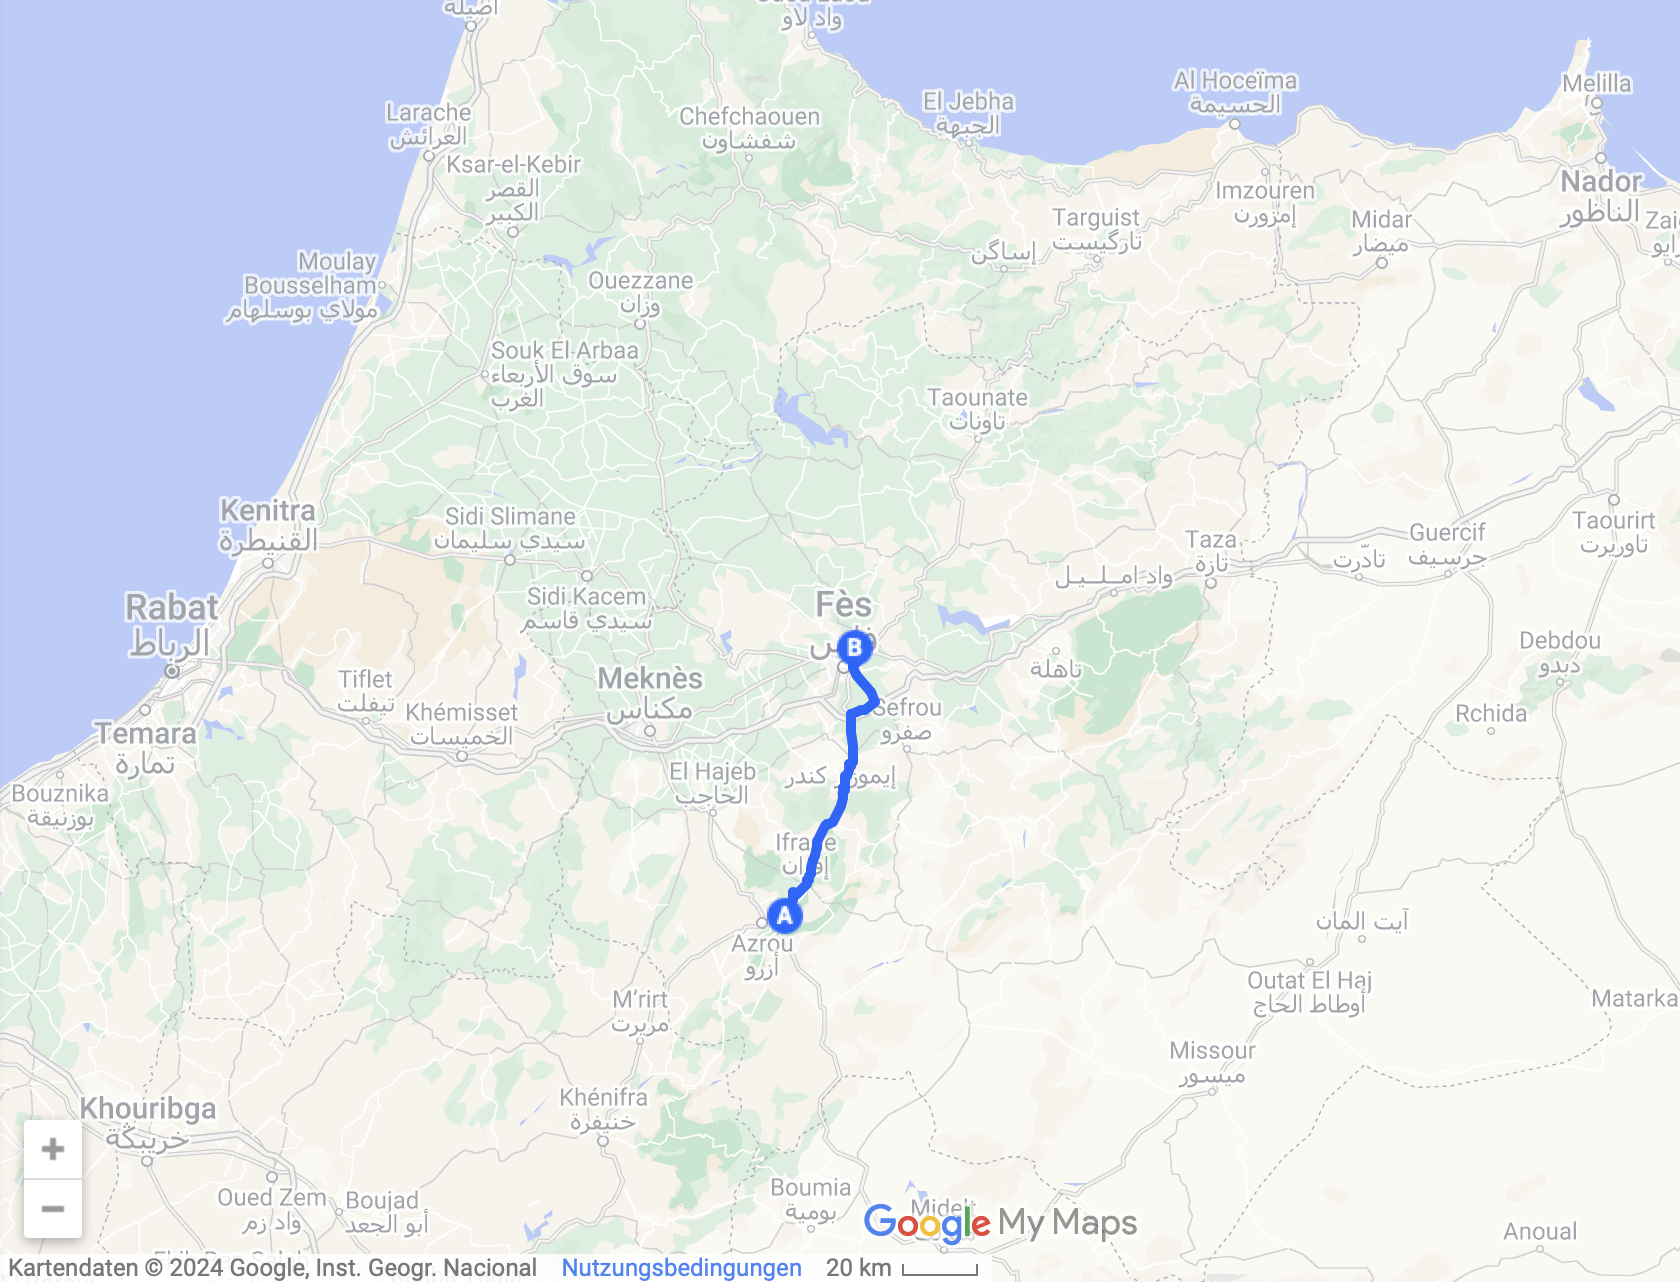 أصيلة
واد لاو
Larache
العرائش
Ksar-el-Kebir
القصر
الكبير
Chefchaouen
شفشاون
El Jebha
الجبهة
Al Hoceïma
الحسيمة
Melilla
Nador
الناظور
Imzouren
إمزورن
Targuist
تارگيست
Midar
ميضار
إساگن
Moulay
Bousselham
مولاي بوسلهام
Ouezzane
وزان
Souk El Arbaa
سوق الأربعاء
الغرب
Taounate
تاونات
Kenitra
القنيطرة
Sidi Slimane
سيدي سليمان
Sidi Kacem
سيدي قاسم
Taza
تازة
Guercif
جرسيف
Taourirt
تاوريرت
تادّرت
واد امـلـيـل
Rabat
الرباط
Fès
B
Meknès
مكناس
تاهلة
Debdou
دبدو
Tiflet
تيفلت
Khémisset
الخميسات
Sefrou
صفرو
Rchida
Temara
تمارة
El Hajeb
الحاجب
إيموزار كندر
Bouznika
بوزنيقة
Ifrane
إفران
A
Azrou
أزرو
آيت المان
Outat El Haj
أوطاط الحاج
Matarka
M'rirt
مريرت
Missour
ميسور
Khénifra
خنيفرة
Khouribga
خريبكة
Oued Zem
واد زم
Boujad
أبو الجعد
Boumia
بومية
Midelt
Anoual
+
−
Google My Maps
Kartendaten © 2024 Google, Inst. Geogr. Nacional Nutzungsbedingungen 20 km